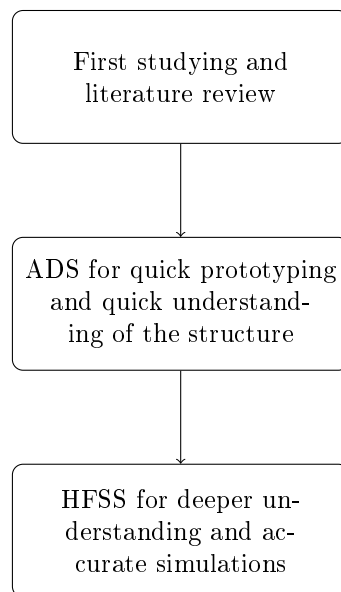 First studying and
literature review
ADS for quick prototyping
and quick understand-
ing of the structure
HFSS for deeper un-
derstanding and ac-
curate simulations